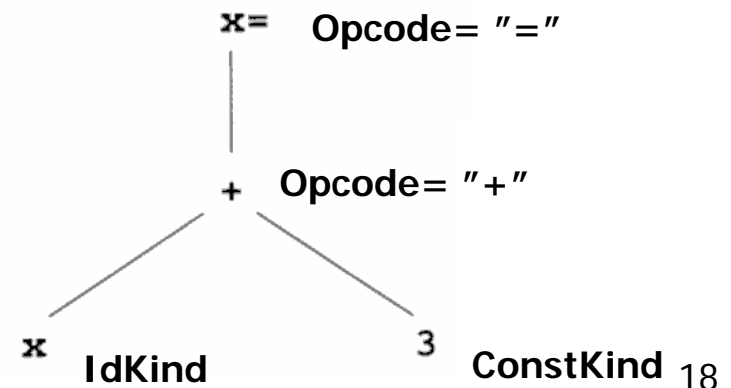 x= Opcode= "="
+ Opcode= "+"
x IdKind 3 ConstKind 18